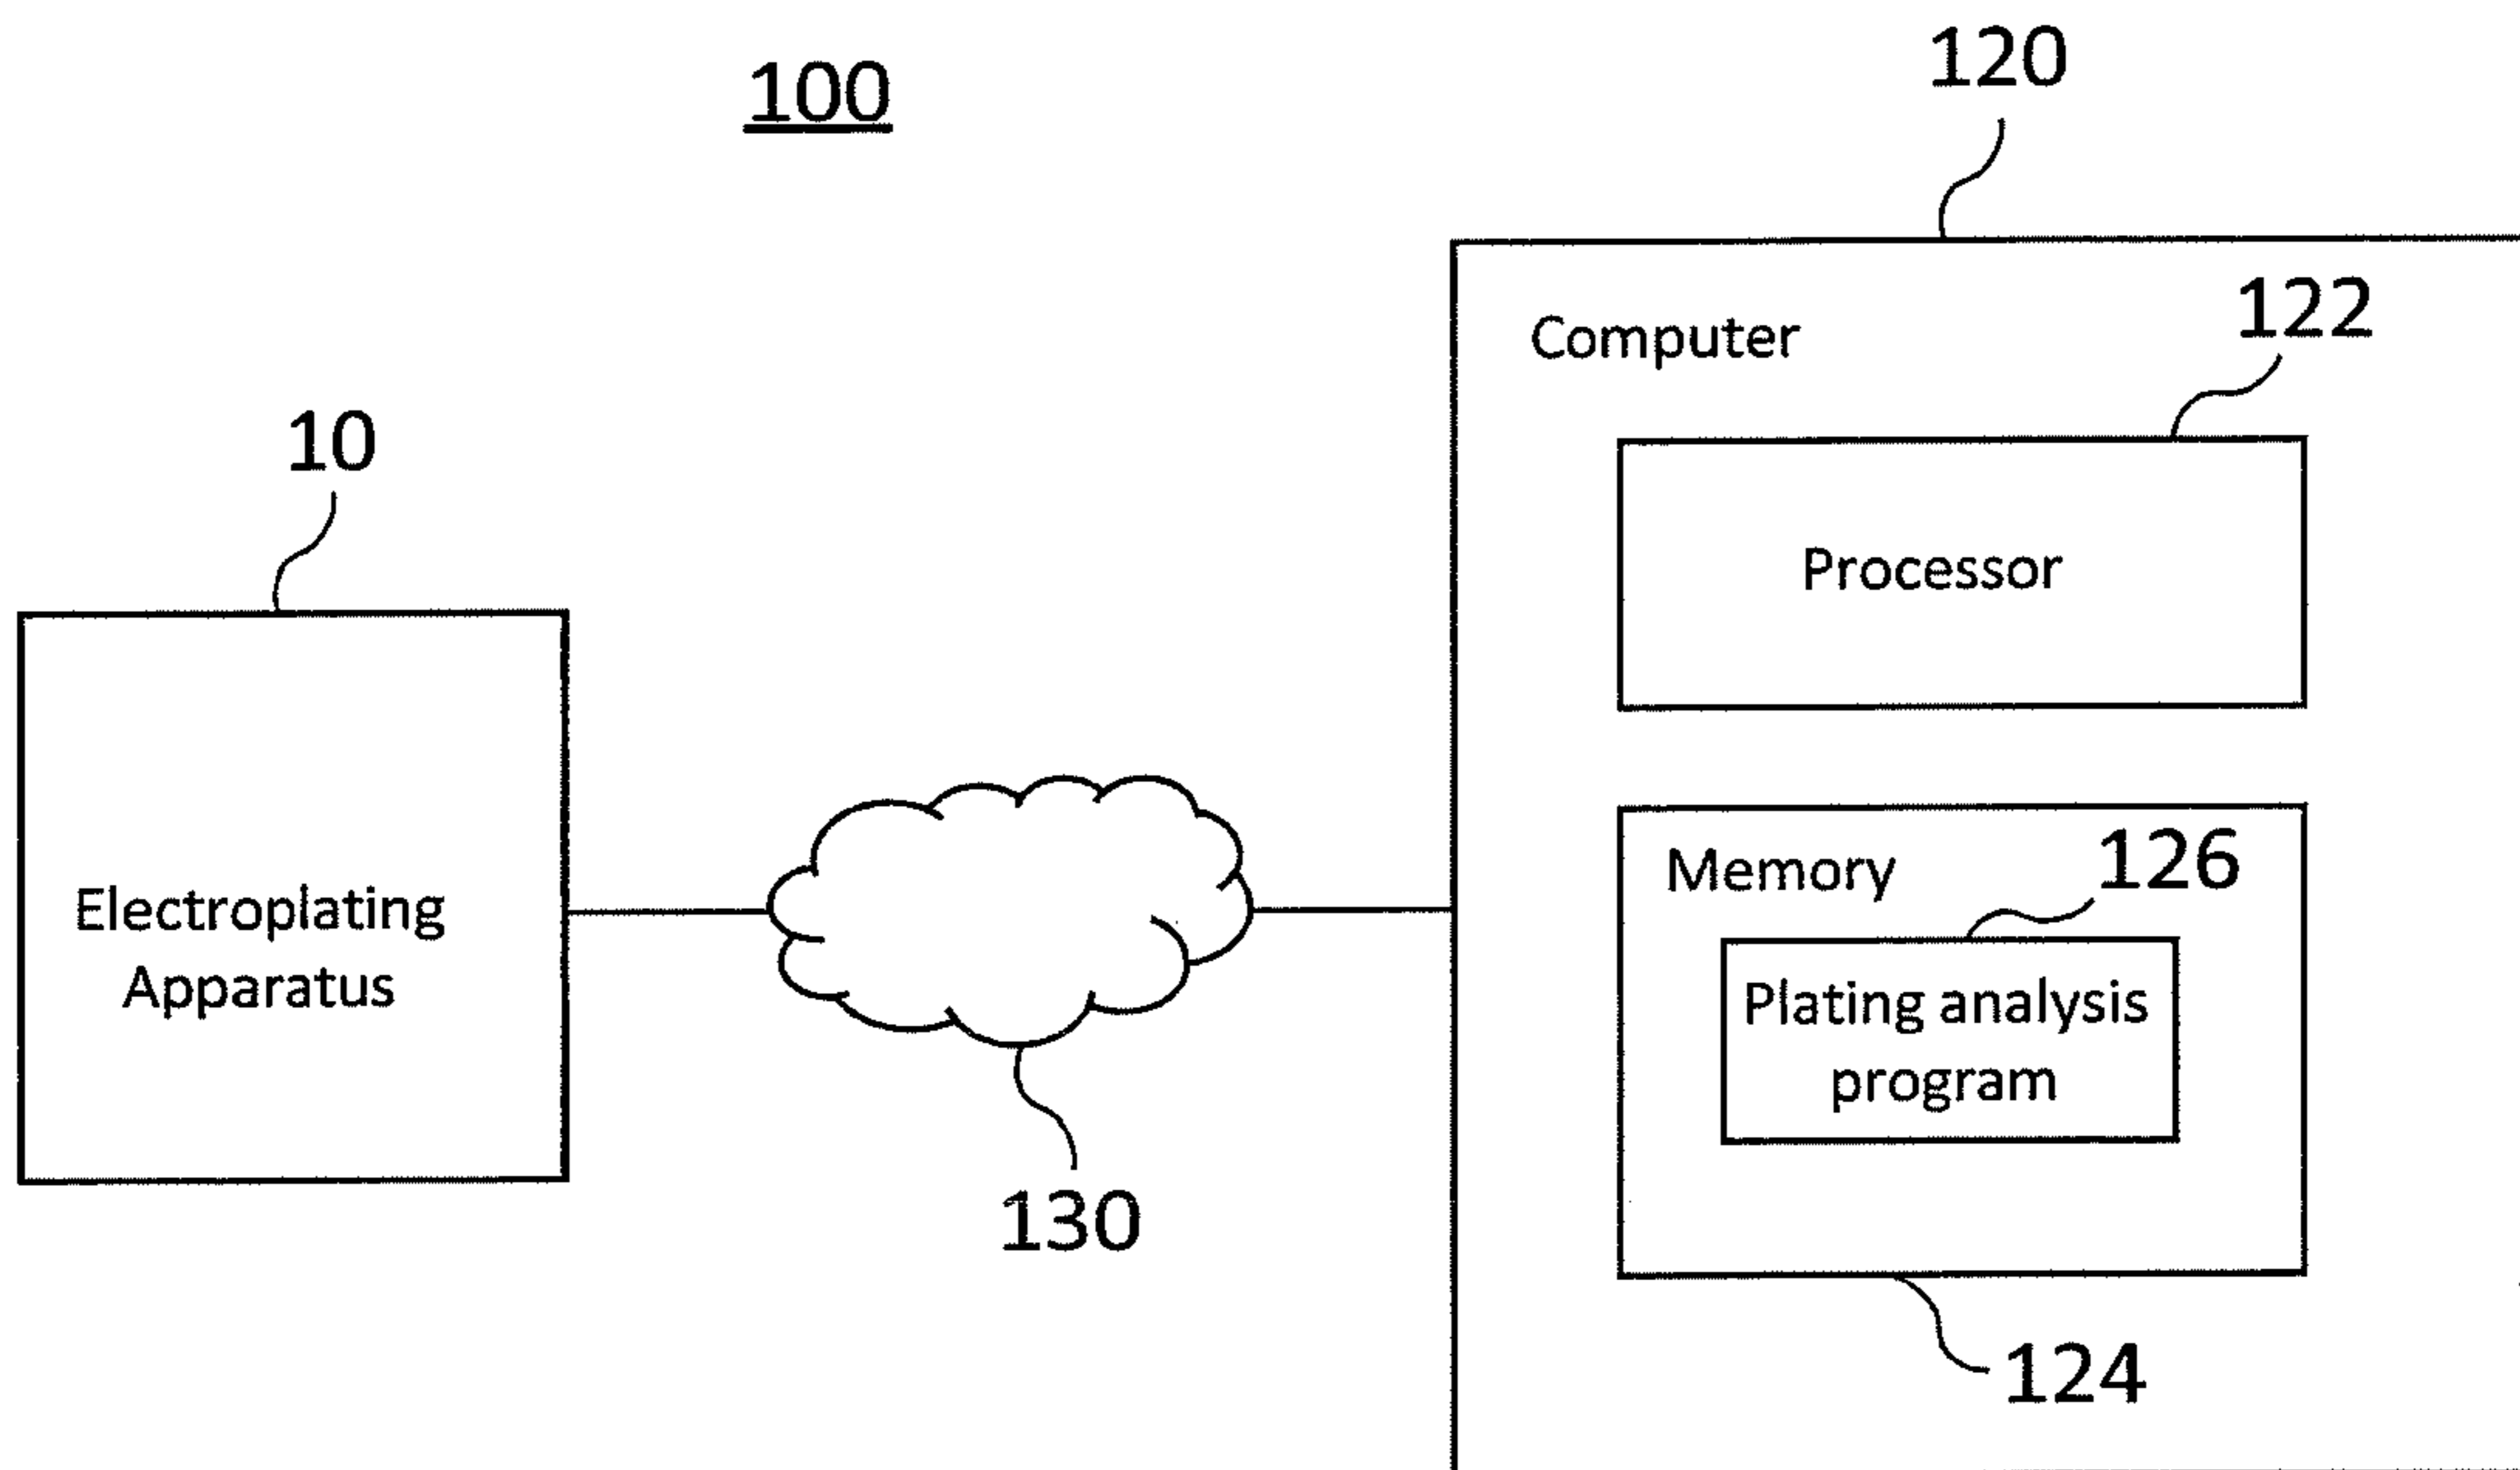 100
120
122
Computer
10
Processor
126
Memory
Electroplating
Apparatus
Plating analysis
program
130
124